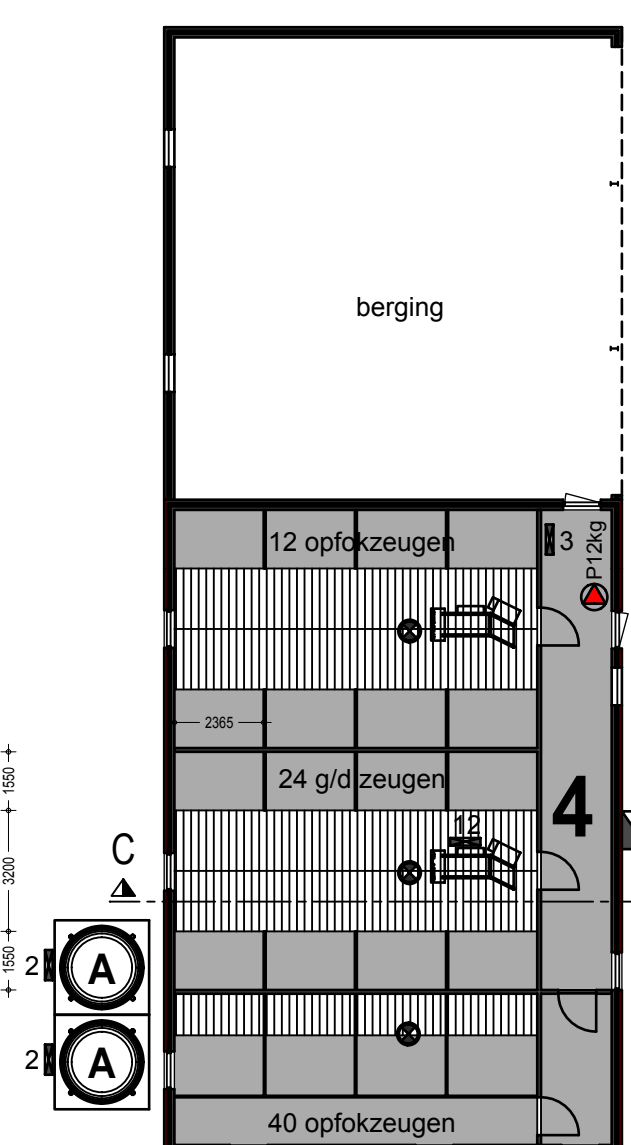 berging
12 opfokzeugen
3
P12kg
2365
24 g/d zeugen
4
12
1550
3200
1550
C
2
A
2
A
40 opfokzeugen